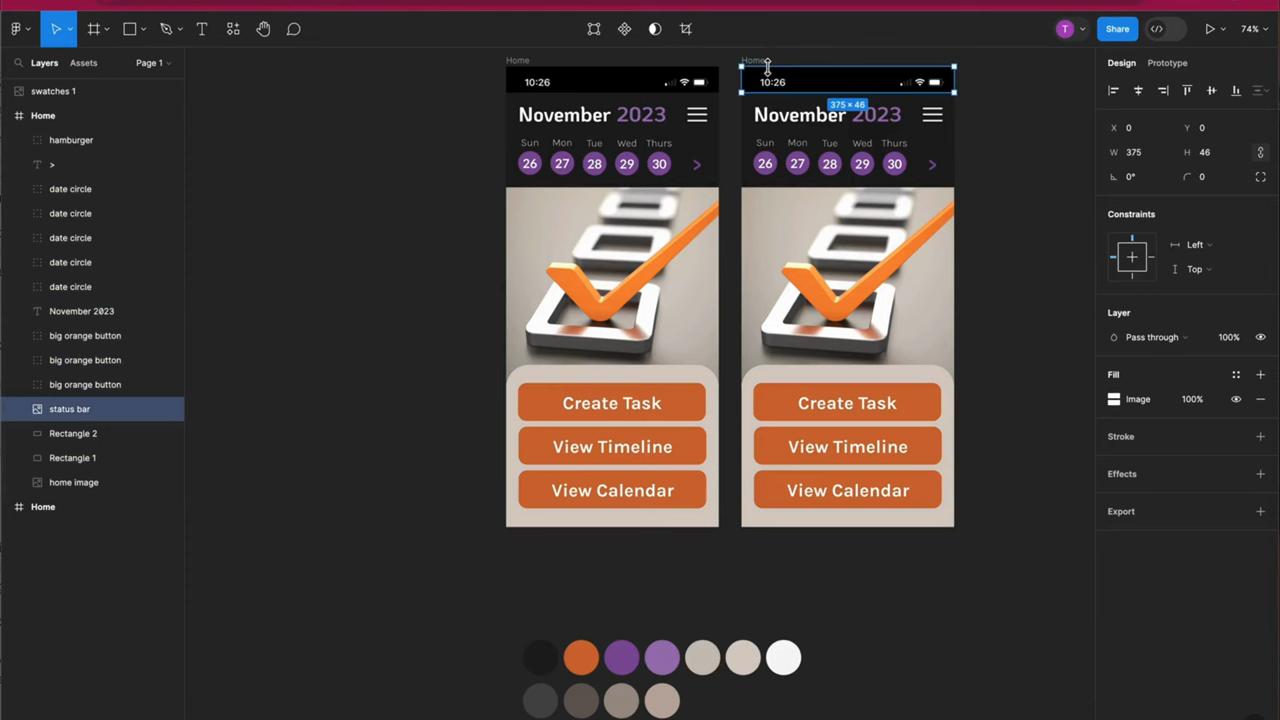 Share
74%
Layers
Assets
Page 1
swatches 1
Home
hamburger
>
date circle
date circle
date circle
date circle
date circle
November 2023
big orange button
big orange button
big orange button
status bar
Rectangle 2
Rectangle 1
home image
Home
Home
10:26
November 2023
Sun Mon Tue Wed Thurs
26 27 28 29 30 >
Create Task
View Timeline
View Calendar
Home
10:26
375 × 46
November 2023
Sun Mon Tue Wed Thurs
26 27 28 29 30 >
Create Task
View Timeline
View Calendar
Design
Prototype
X 0 Y 0
W 375 H 46
0° 0
Constraints
Left
Top
Layer
Pass through 100%
Fill
Image 100%
Stroke
Effects
Export
T